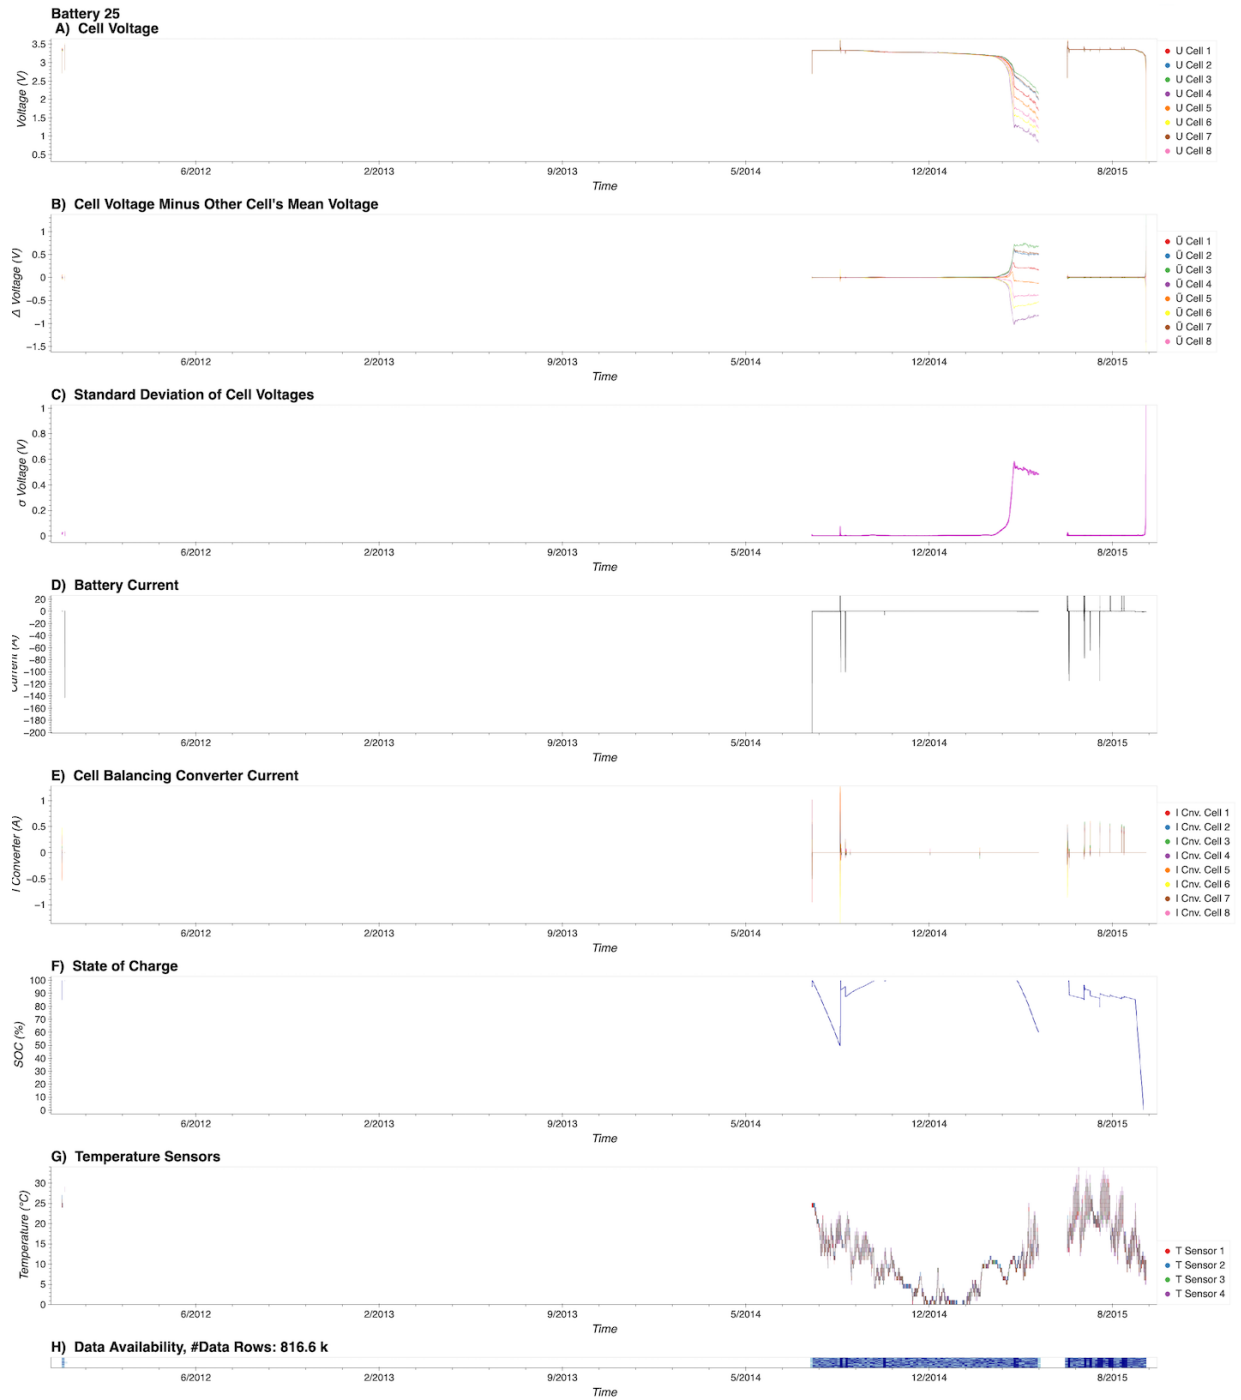 Battery 25
A) Cell Voltage
Voltage (V)
3.5
3
2.5
2
1.5
1
0.5
6/2012 2/2013 9/2013 5/2014 12/2014 8/2015
Time
U Cell 1
U Cell 2
U Cell 3
U Cell 4
U Cell 5
U Cell 6
U Cell 7
U Cell 8
B) Cell Voltage Minus Other Cell's Mean Voltage
Δ Voltage (V)
1
0.5
0
−0.5
−1
−1.5
6/2012 2/2013 9/2013 5/2014 12/2014 8/2015
Time
Ū Cell 1
Ū Cell 2
Ū Cell 3
Ū Cell 4
Ū Cell 5
Ū Cell 6
Ū Cell 7
Ū Cell 8
C) Standard Deviation of Cell Voltages
σ Voltage (V)
1
0.8
0.6
0.4
0.2
0
6/2012 2/2013 9/2013 5/2014 12/2014 8/2015
Time
D) Battery Current
Current (A)
20
0
−20
−40
−60
−80
−100
−120
−140
−160
−180
−200
6/2012 2/2013 9/2013 5/2014 12/2014 8/2015
Time
E) Cell Balancing Converter Current
I Converter (A)
1
0.5
0
−0.5
−1
6/2012 2/2013 9/2013 5/2014 12/2014 8/2015
Time
I Cnv. Cell 1
I Cnv. Cell 2
I Cnv. Cell 3
I Cnv. Cell 4
I Cnv. Cell 5
I Cnv. Cell 6
I Cnv. Cell 7
I Cnv. Cell 8
F) State of Charge
SOC (%)
100
90
80
70
60
50
40
30
20
10
0
6/2012 2/2013 9/2013 5/2014 12/2014 8/2015
Time
G) Temperature Sensors
Temperature (°C)
30
25
20
15
10
5
0
6/2012 2/2013 9/2013 5/2014 12/2014 8/2015
Time
T Sensor 1
T Sensor 2
T Sensor 3
T Sensor 4
H) Data Availability, #Data Rows: 816.6 k
6/2012 2/2013 9/2013 5/2014 12/2014 8/2015
Time